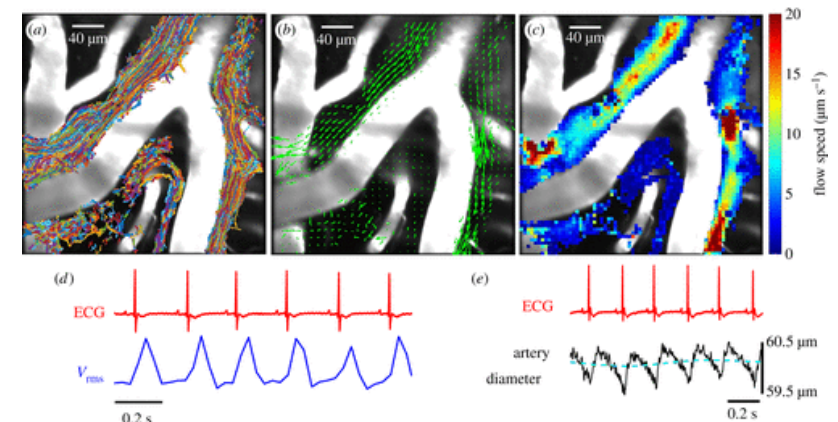 (a)
40 μm
(b)
40 μm
(c)
40 μm
20
15
10
5
0
flow speed (μm s⁻¹)
(d)
ECG
Vrms
0.2 s
(e)
ECG
artery
diameter
60.5 μm
59.5 μm
0.2 s